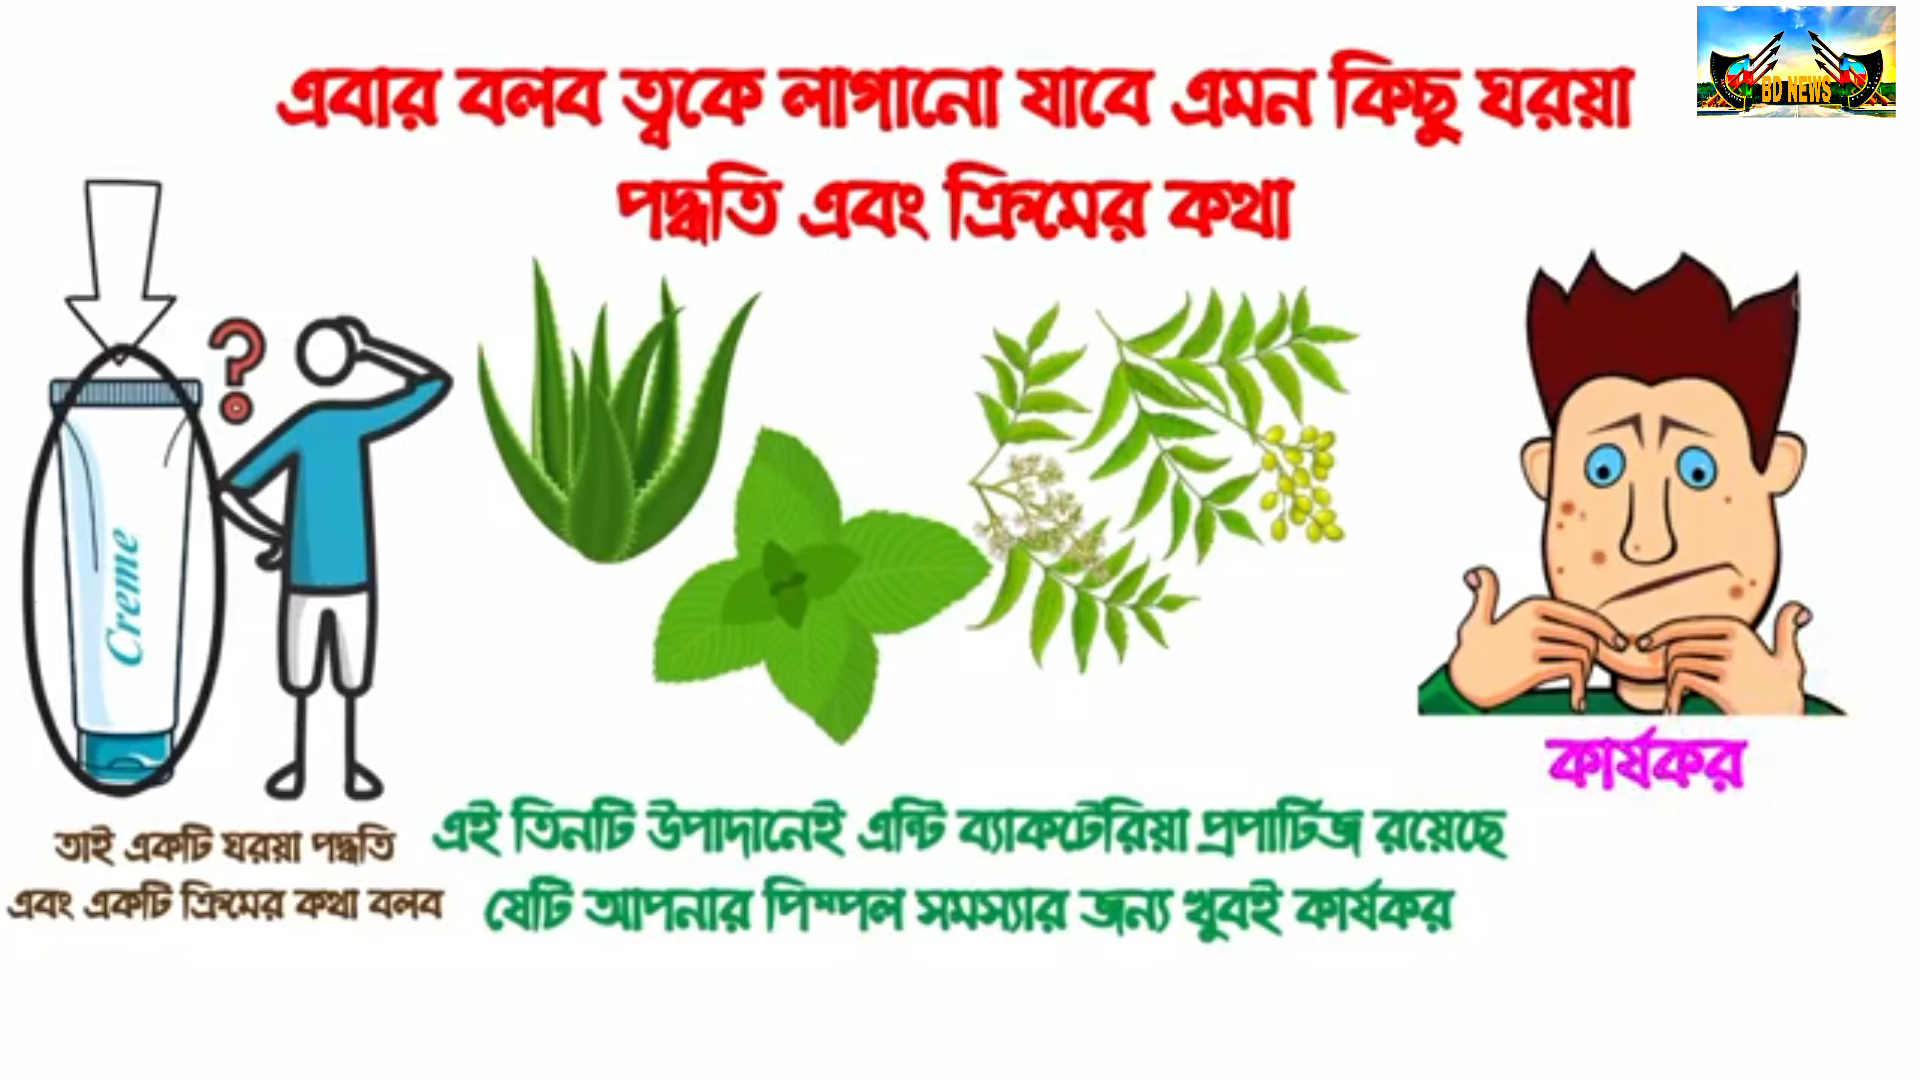 BD NEWS
এবার বলব ত্বকে লাগানো যাবে এমন কিছু ঘরয়া
পদ্ধতি এবং ক্রিমের কথা
Creme
কার্যকর
তাই একটি ঘরয়া পদ্ধতি
এবং একটি ক্রিমের কথা বলব
এই তিনটি উপাদানেই এন্টি ব্যাকটেরিয়া প্রপার্টিজ রয়েছে
যেটি আপনার পিম্পল সমস্যার জন্য খুবই কার্যকর